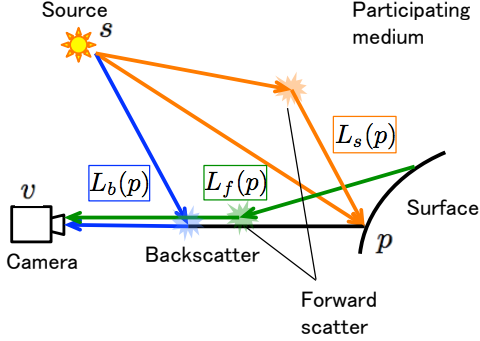 Source
s
Participating
medium
L_s(p)
L_b(p)
L_f(p)
v
Surface
p
Camera
Backscatter
Forward
scatter